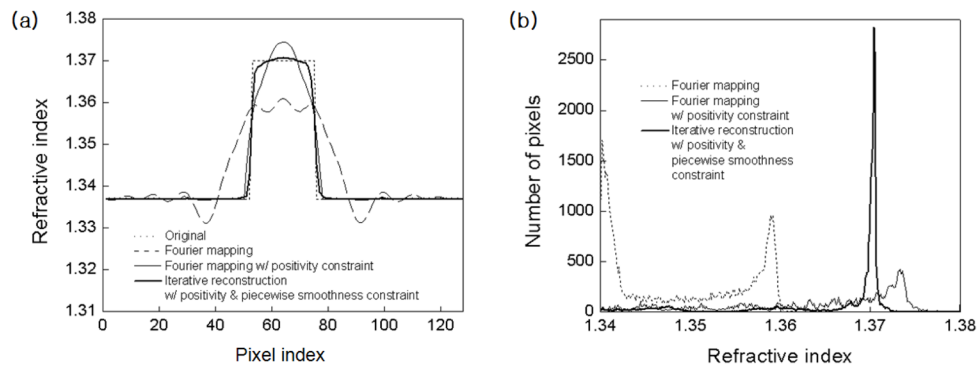 (a)
1.38
1.37
1.36
1.35
1.34
1.33
1.32
1.31
Refractive index
0
20
40
60
80
100
120
Pixel index
Original
Fourier mapping
Fourier mapping w/ positivity constraint
Iterative reconstruction
w/ positivity & piecewise smoothness constraint
(b)
2500
2000
1500
1000
500
0
Number of pixels
1.34
1.35
1.36
1.37
1.38
Refractive index
Fourier mapping
Fourier mapping
w/ positivity constraint
Iterative reconstruction
w/ positivity &
piecewise smoothness
constraint